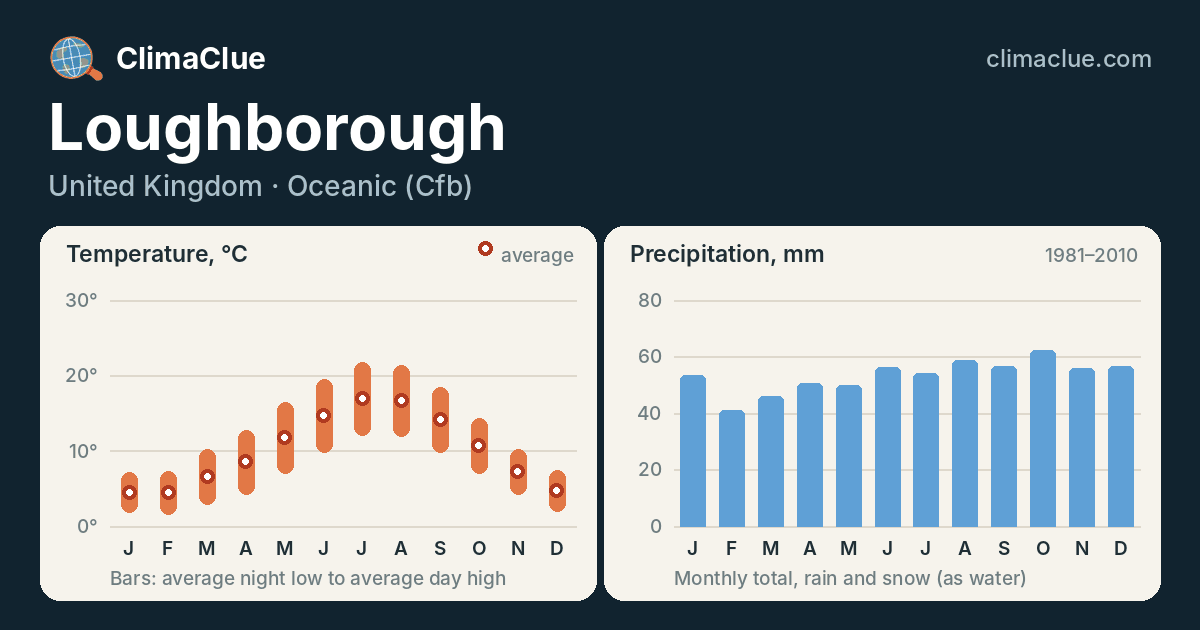 ClimaClue
climaclue.com
Loughborough
United Kingdom · Oceanic (Cfb)
Temperature, °C
average
30°
20°
10°
0°
J F M A M J J A S O N D
Bars: average night low to average day high
Precipitation, mm
1981–2010
80
60
40
20
0
J F M A M J J A S O N D
Monthly total, rain and snow (as water)